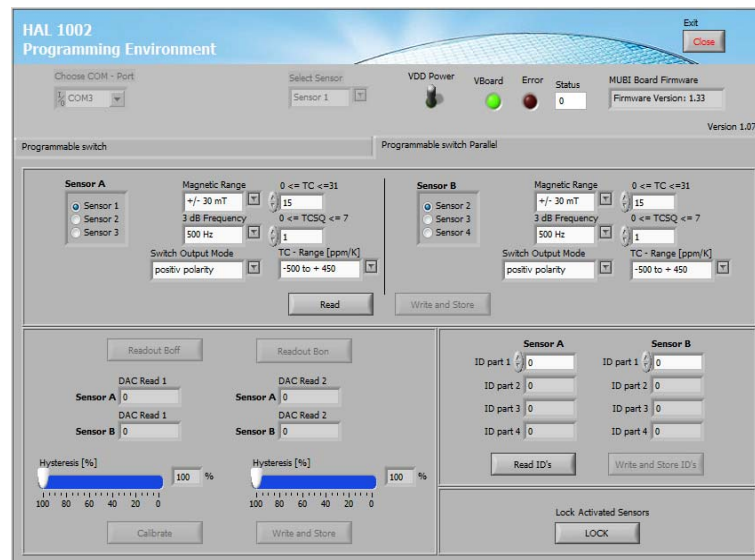 HAL 1002
Programming Environment
Exit
Close
Choose COM - Port
COM3
Select Sensor
Sensor 1
VDD Power
VBoard
Error
Status
0
MUBI Board Firmware
Firmware Version: 1.33
Version 1.07
Programmable switch
Programmable switch Parallel
Sensor A
Sensor 1
Sensor 2
Sensor 3
Magnetic Range
+/- 30 mT
0 <= TC <=31
15
3 dB Frequency
500 Hz
0 <= TCSQ <= 7
1
Switch Output Mode
positiv polarity
TC - Range [ppm/K]
-500 to + 450
Sensor B
Sensor 2
Sensor 3
Sensor 4
Magnetic Range
+/- 30 mT
0 <= TC <=31
15
3 dB Frequency
500 Hz
0 <= TCSQ <= 7
1
Switch Output Mode
positiv polarity
TC - Range [ppm/K]
-500 to + 450
Read
Write and Store
Readout Boff
Readout Bon
DAC Read 1
Sensor A 0
DAC Read 1
Sensor B 0
DAC Read 2
Sensor A 0
DAC Read 2
Sensor B 0
Hysteresis [%]
100 %
100 80 60 40 20 0
Hysteresis [%]
100 %
100 80 60 40 20 0
Calibrate
Write and Store
Sensor A
Sensor B
ID part 1 0
ID part 1 0
ID part 2 0
ID part 2 0
ID part 3 0
ID part 3 0
ID part 4 0
ID part 4 0
Read ID's
Write and Store ID's
Lock Activated Sensors
LOCK